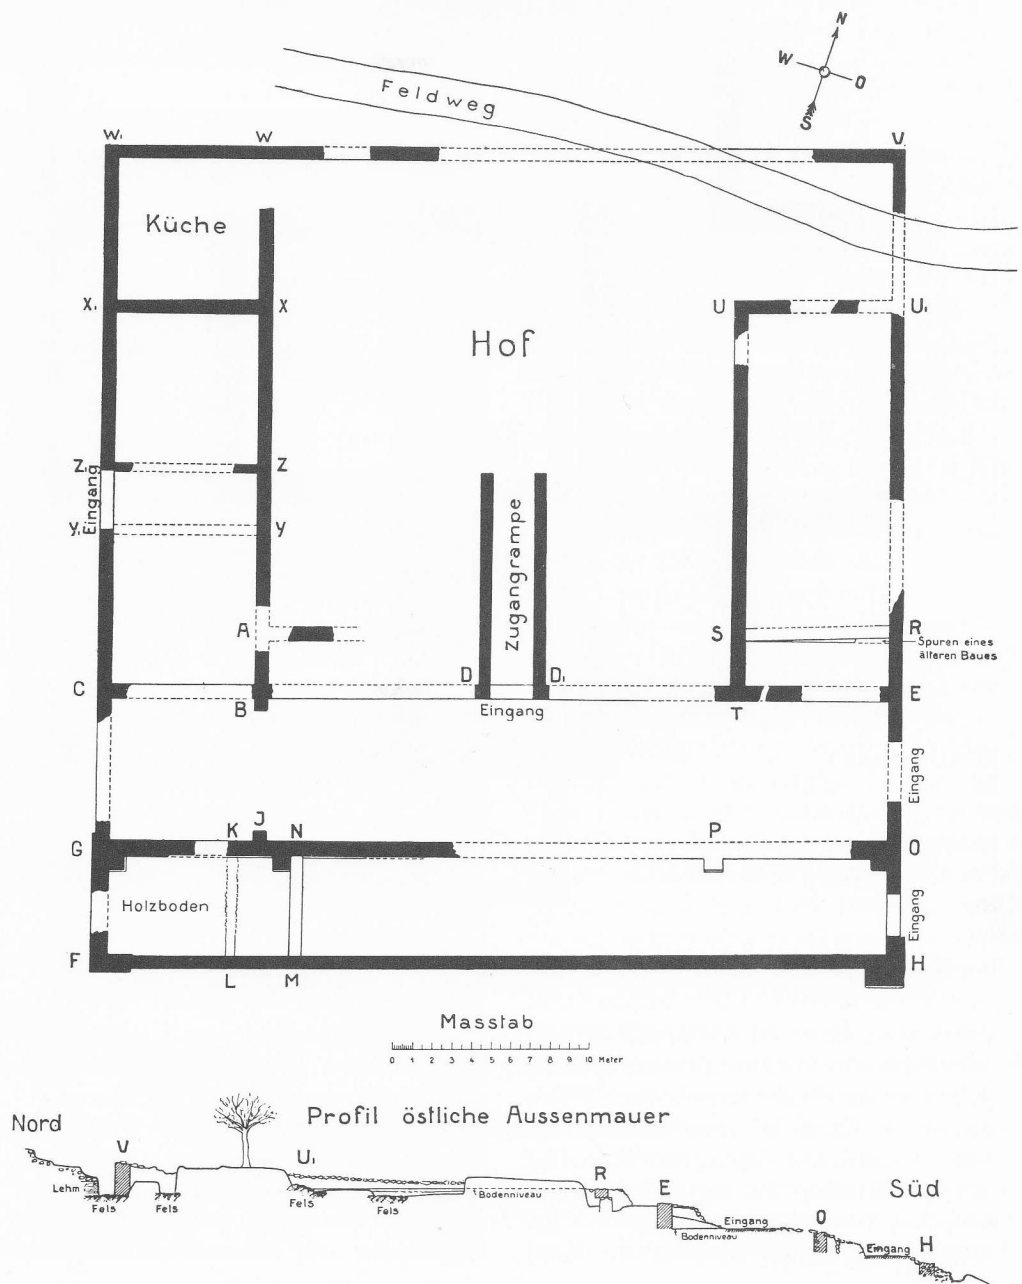 N
W O
S
Feldweg
W₁ W V
Küche
X₁ X U U₁
Hof
Z₁ Z
Eingang
Y₁ Y
Zugangrampe
A S R
Spuren eines
älteren Baues
C B D D₁ T E
Eingang
Eingang
G K J N P O
Holzboden
Eingang
F L M H
Masstab
0 1 2 3 4 5 6 7 8 9 10 Meter
Profil östliche Aussenmauer
Nord
V U₁ R E O H
Süd
Lehm
Fels Fels Fels Fels
Bodenniveau
Eingang
Bodenniveau
Eingang